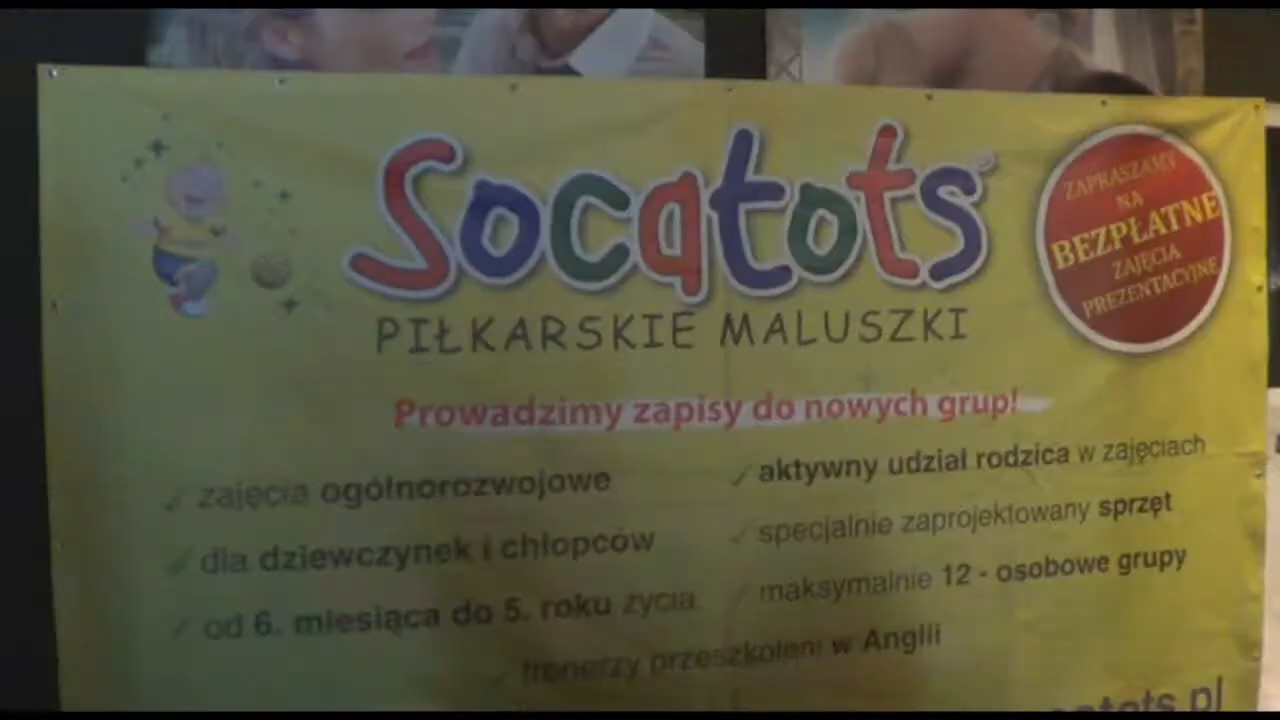 Socatots®
PIŁKARSKIE MALUSZKI
ZAPRASZAMY
NA
BEZPŁATNE
ZAJĘCIA
PREZENTACYJNE
Prowadzimy zapisy do nowych grup!
✓ zajęcia ogólnorozwojowe
✓ dla dziewczynek i chłopców
✓ od 6. miesiąca do 5. roku życia
✓ aktywny udział rodzica w zajęciach
✓ specjalnie zaprojektowany sprzęt
✓ maksymalnie 12 - osobowe grupy
✓ trenerzy przeszkoleni w Anglii